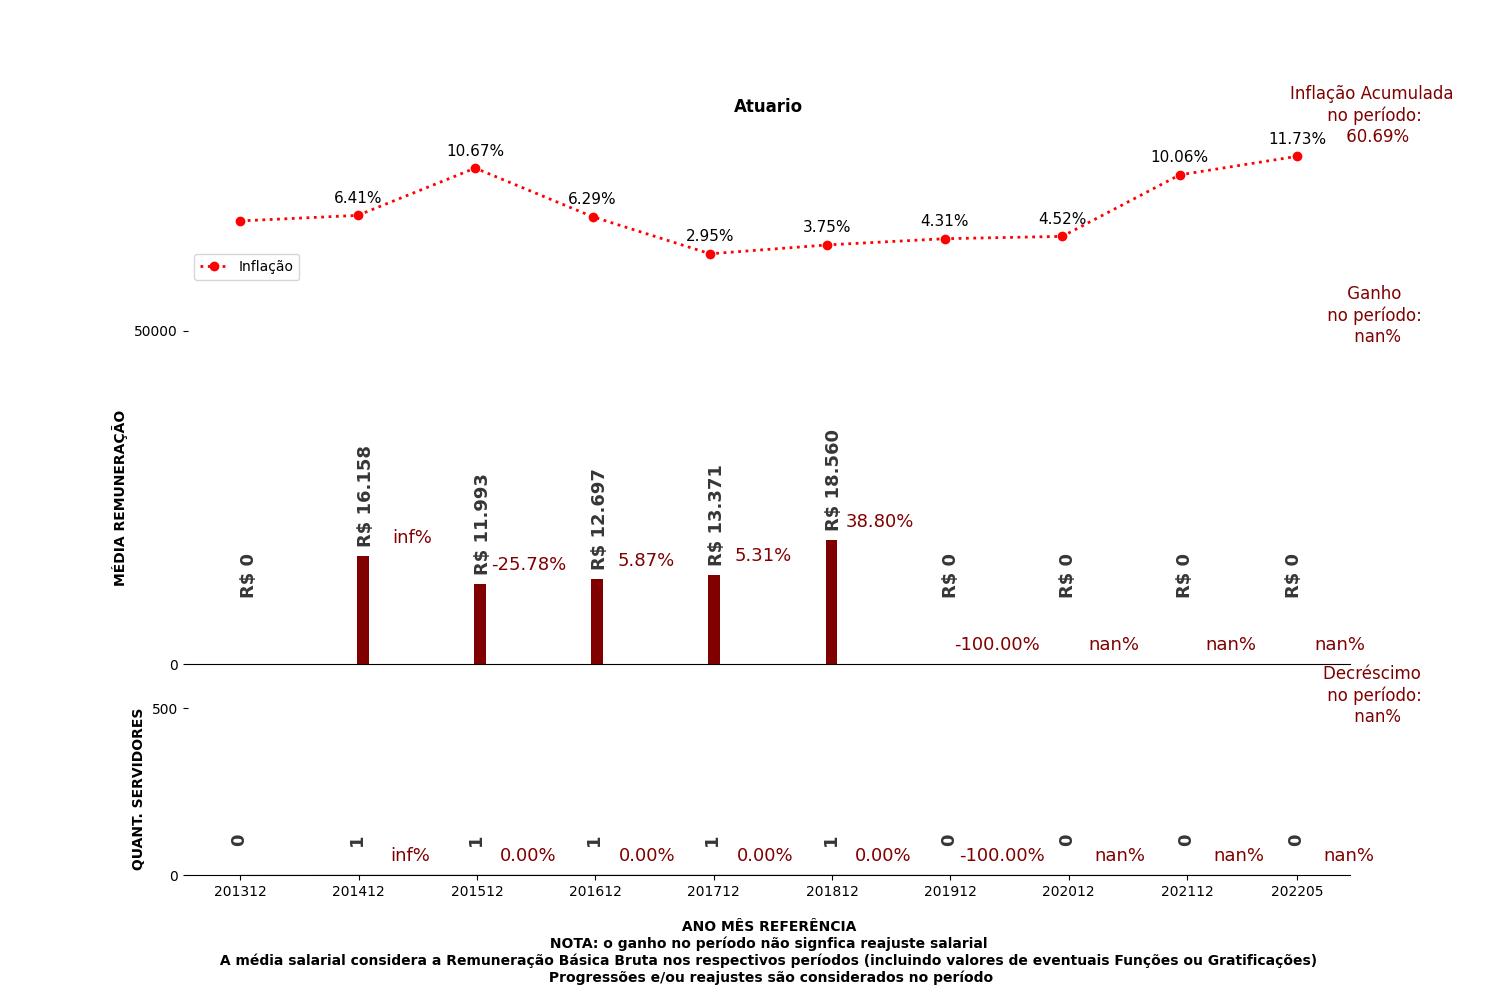 Atuario
Inflação Acumulada
no período:
60.69%
6.41%
10.67%
6.29%
2.95%
3.75%
4.31%
4.52%
10.06%
11.73%
Inflação
Ganho
no período:
nan%
50000
0
MÉDIA REMUNERAÇÃO
R$ 0
R$ 16.158
R$ 11.993
R$ 12.697
R$ 13.371
R$ 18.560
R$ 0
R$ 0
R$ 0
R$ 0
inf%
-25.78%
5.87%
5.31%
38.80%
-100.00%
nan%
nan%
nan%
Decréscimo
no período:
nan%
500
0
QUANT. SERVIDORES
0
1
1
1
1
1
0
0
0
0
inf%
0.00%
0.00%
0.00%
0.00%
-100.00%
nan%
nan%
nan%
201312
201412
201512
201612
201712
201812
201912
202012
202112
202205
ANO MÊS REFERÊNCIA
NOTA: o ganho no período não signfica reajuste salarial
A média salarial considera a Remuneração Básica Bruta nos respectivos períodos (incluindo valores de eventuais Funções ou Gratificações)
Progressões e/ou reajustes são considerados no período